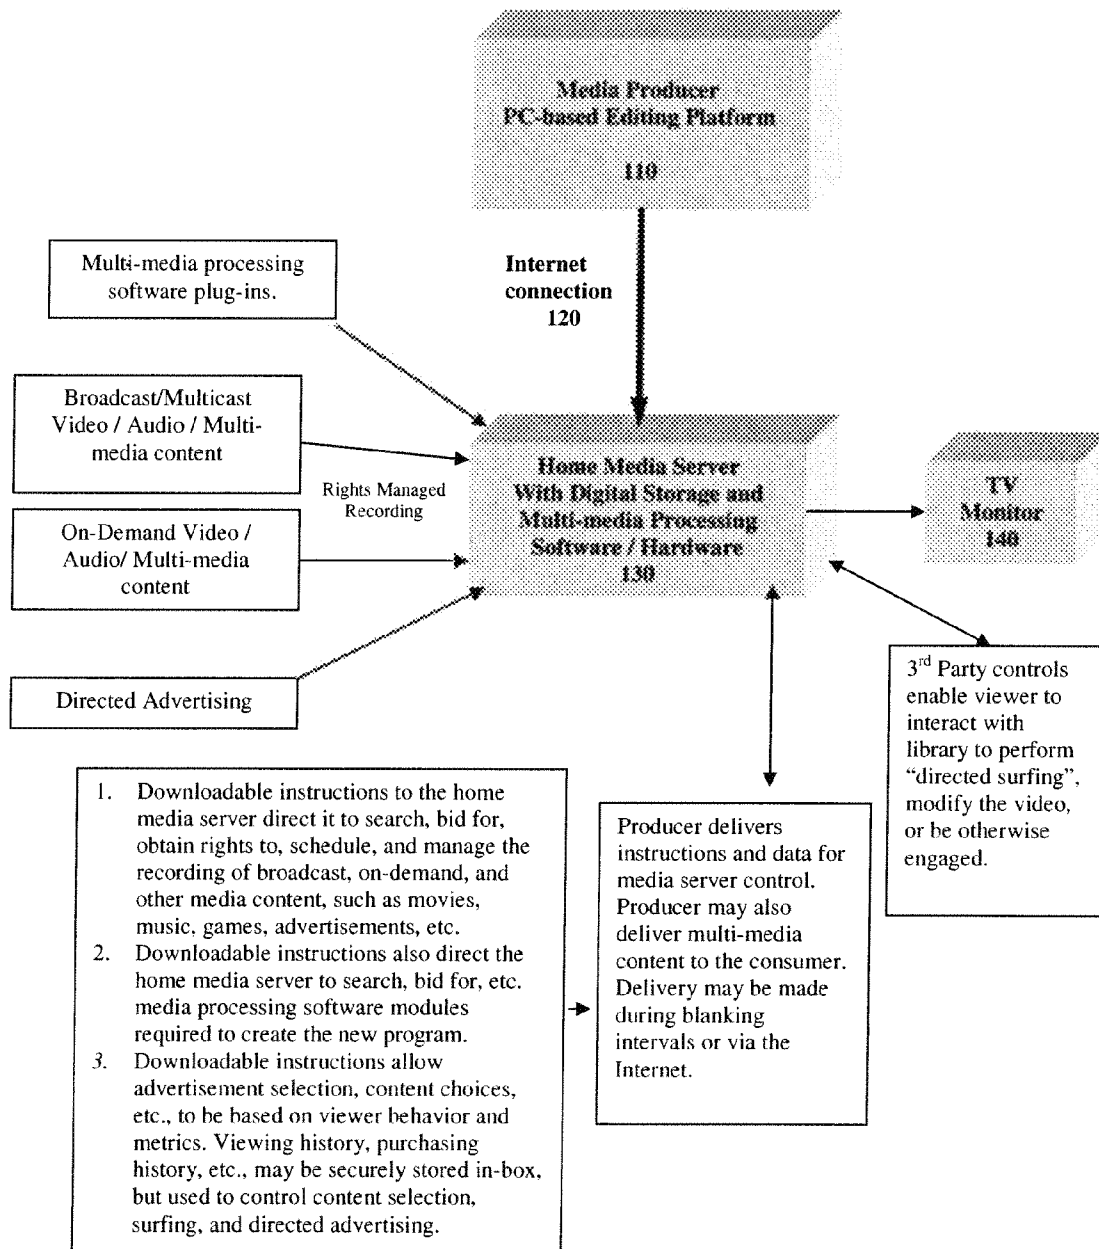 Media Producer
PC-based Editing Platform
110
Internet
connection
120
Multi-media processing
software plug-ins.
Broadcast/Multicast
Video / Audio / Multi-
media content
Rights Managed
Recording
On-Demand Video /
Audio/ Multi-media
content
Directed Advertising
Home Media Server
With Digital Storage and
Multi-media Processing
Software / Hardware
130
TV
Monitor
140
3rd Party controls
enable viewer to
interact with
library to perform
“directed surfing”,
modify the video,
or be otherwise
engaged.
1. Downloadable instructions to the home
media server direct it to search, bid for,
obtain rights to, schedule, and manage the
recording of broadcast, on-demand, and
other media content, such as movies,
music, games, advertisements, etc.
2. Downloadable instructions also direct the
home media server to search, bid for, etc.
media processing software modules
required to create the new program.
3. Downloadable instructions allow
advertisement selection, content choices,
etc., to be based on viewer behavior and
metrics. Viewing history, purchasing
history, etc., may be securely stored in-box,
but used to control content selection,
surfing, and directed advertising.
Producer delivers
instructions and data for
media server control.
Producer may also
deliver multi-media
content to the consumer.
Delivery may be made
during blanking
intervals or via the
Internet.